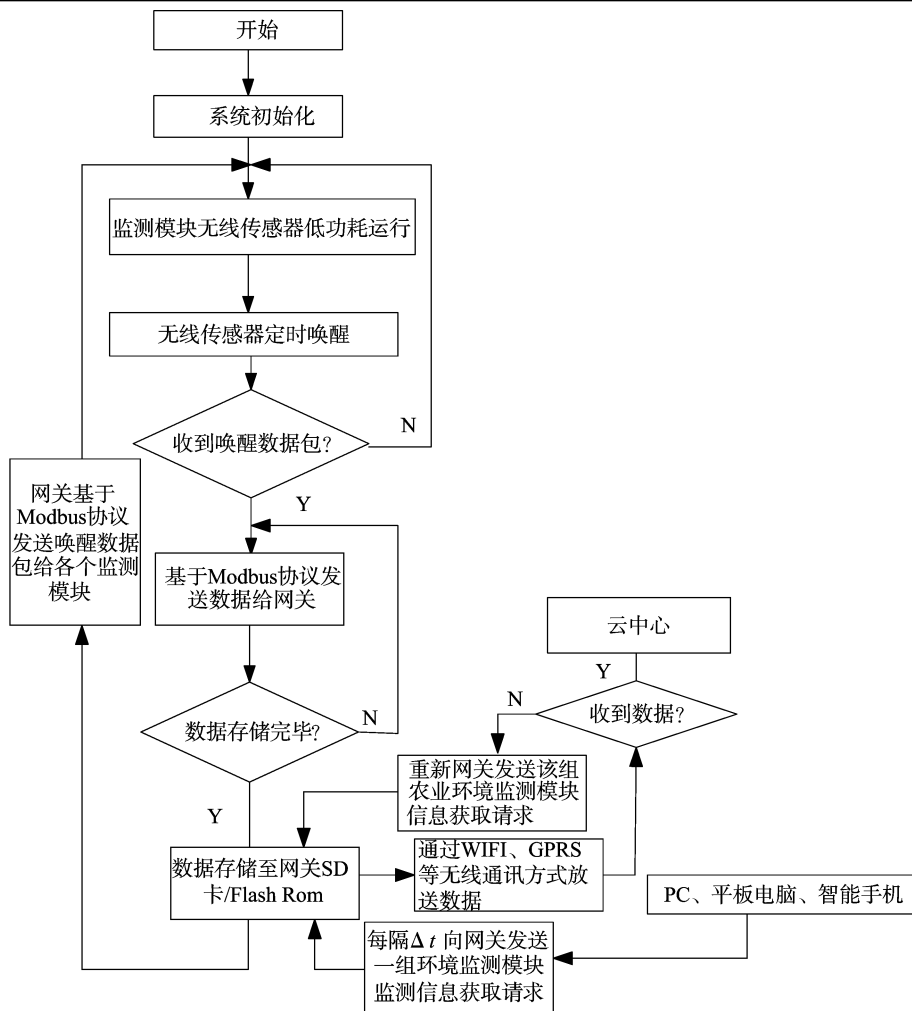 开始
系统初始化
监测模块无线传感器低功耗运行
无线传感器定时唤醒
收到唤醒数据包?
N
Y
网关基于
Modbus协议
发送唤醒数据
包给各个监测
模块
基于Modbus协议发
送数据给网关
数据存储完毕?
N
Y
云中心
Y
收到数据?
N
重新网关发送该组
农业环境监测模块
信息获取请求
数据存储至网关SD
卡/Flash Rom
通过WIFI、GPRS
等无线通讯方式放
送数据
PC、平板电脑、智能手机
每隔Δ t 向网关发送
一组环境监测模块
监测信息获取请求